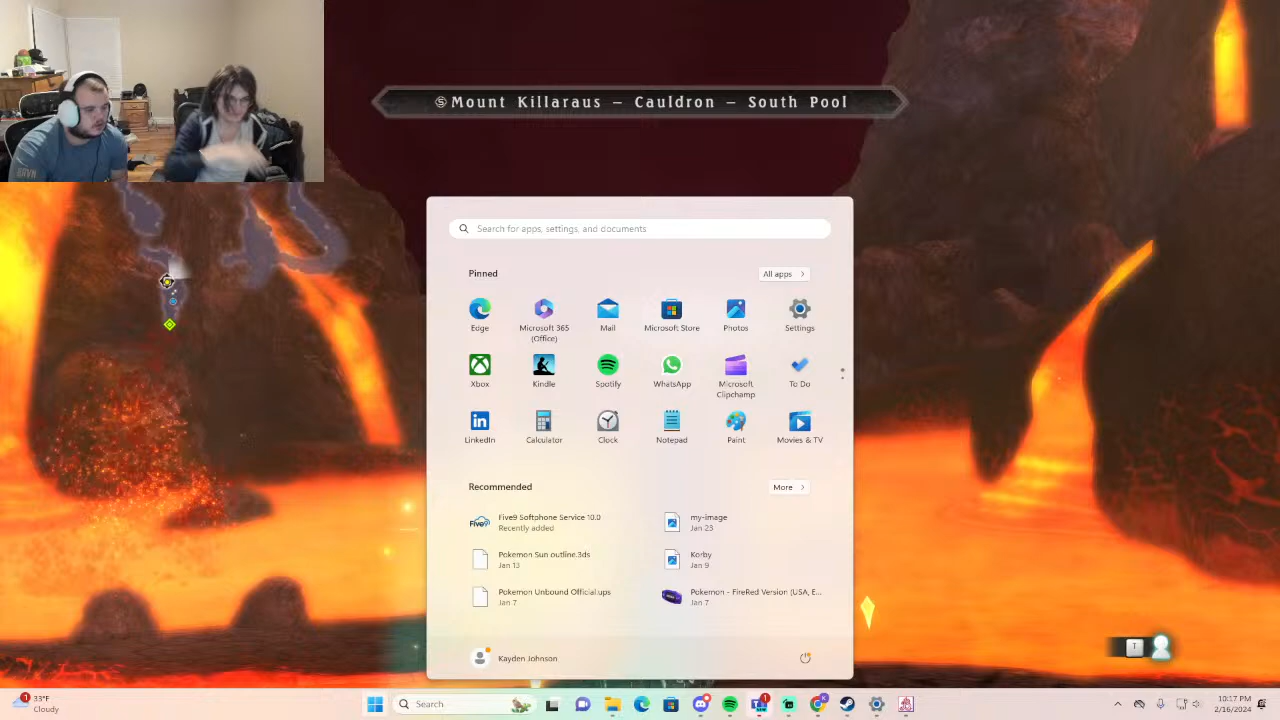 Mount Killaraus – Cauldron – South Pool
Search for apps, settings, and documents
Pinned
All apps
Edge
Microsoft 365
(Office)
Mail
Microsoft Store
Photos
Settings
Xbox
Kindle
Spotify
WhatsApp
Microsoft
Clipchamp
To Do
LinkedIn
Calculator
Clock
Notepad
Paint
Movies & TV
Recommended
More
Five9 Softphone Service 10.0
Recently added
my-image
Jan 23
Pokemon Sun outline.3ds
Jan 13
Korby
Jan 9
Pokemon Unbound Official.ups
Jan 7
Pokemon - FireRed Version (USA, E...
Jan 7
Kayden Johnson
T
33°F
Cloudy
Search
10:17 PM
2/16/2024